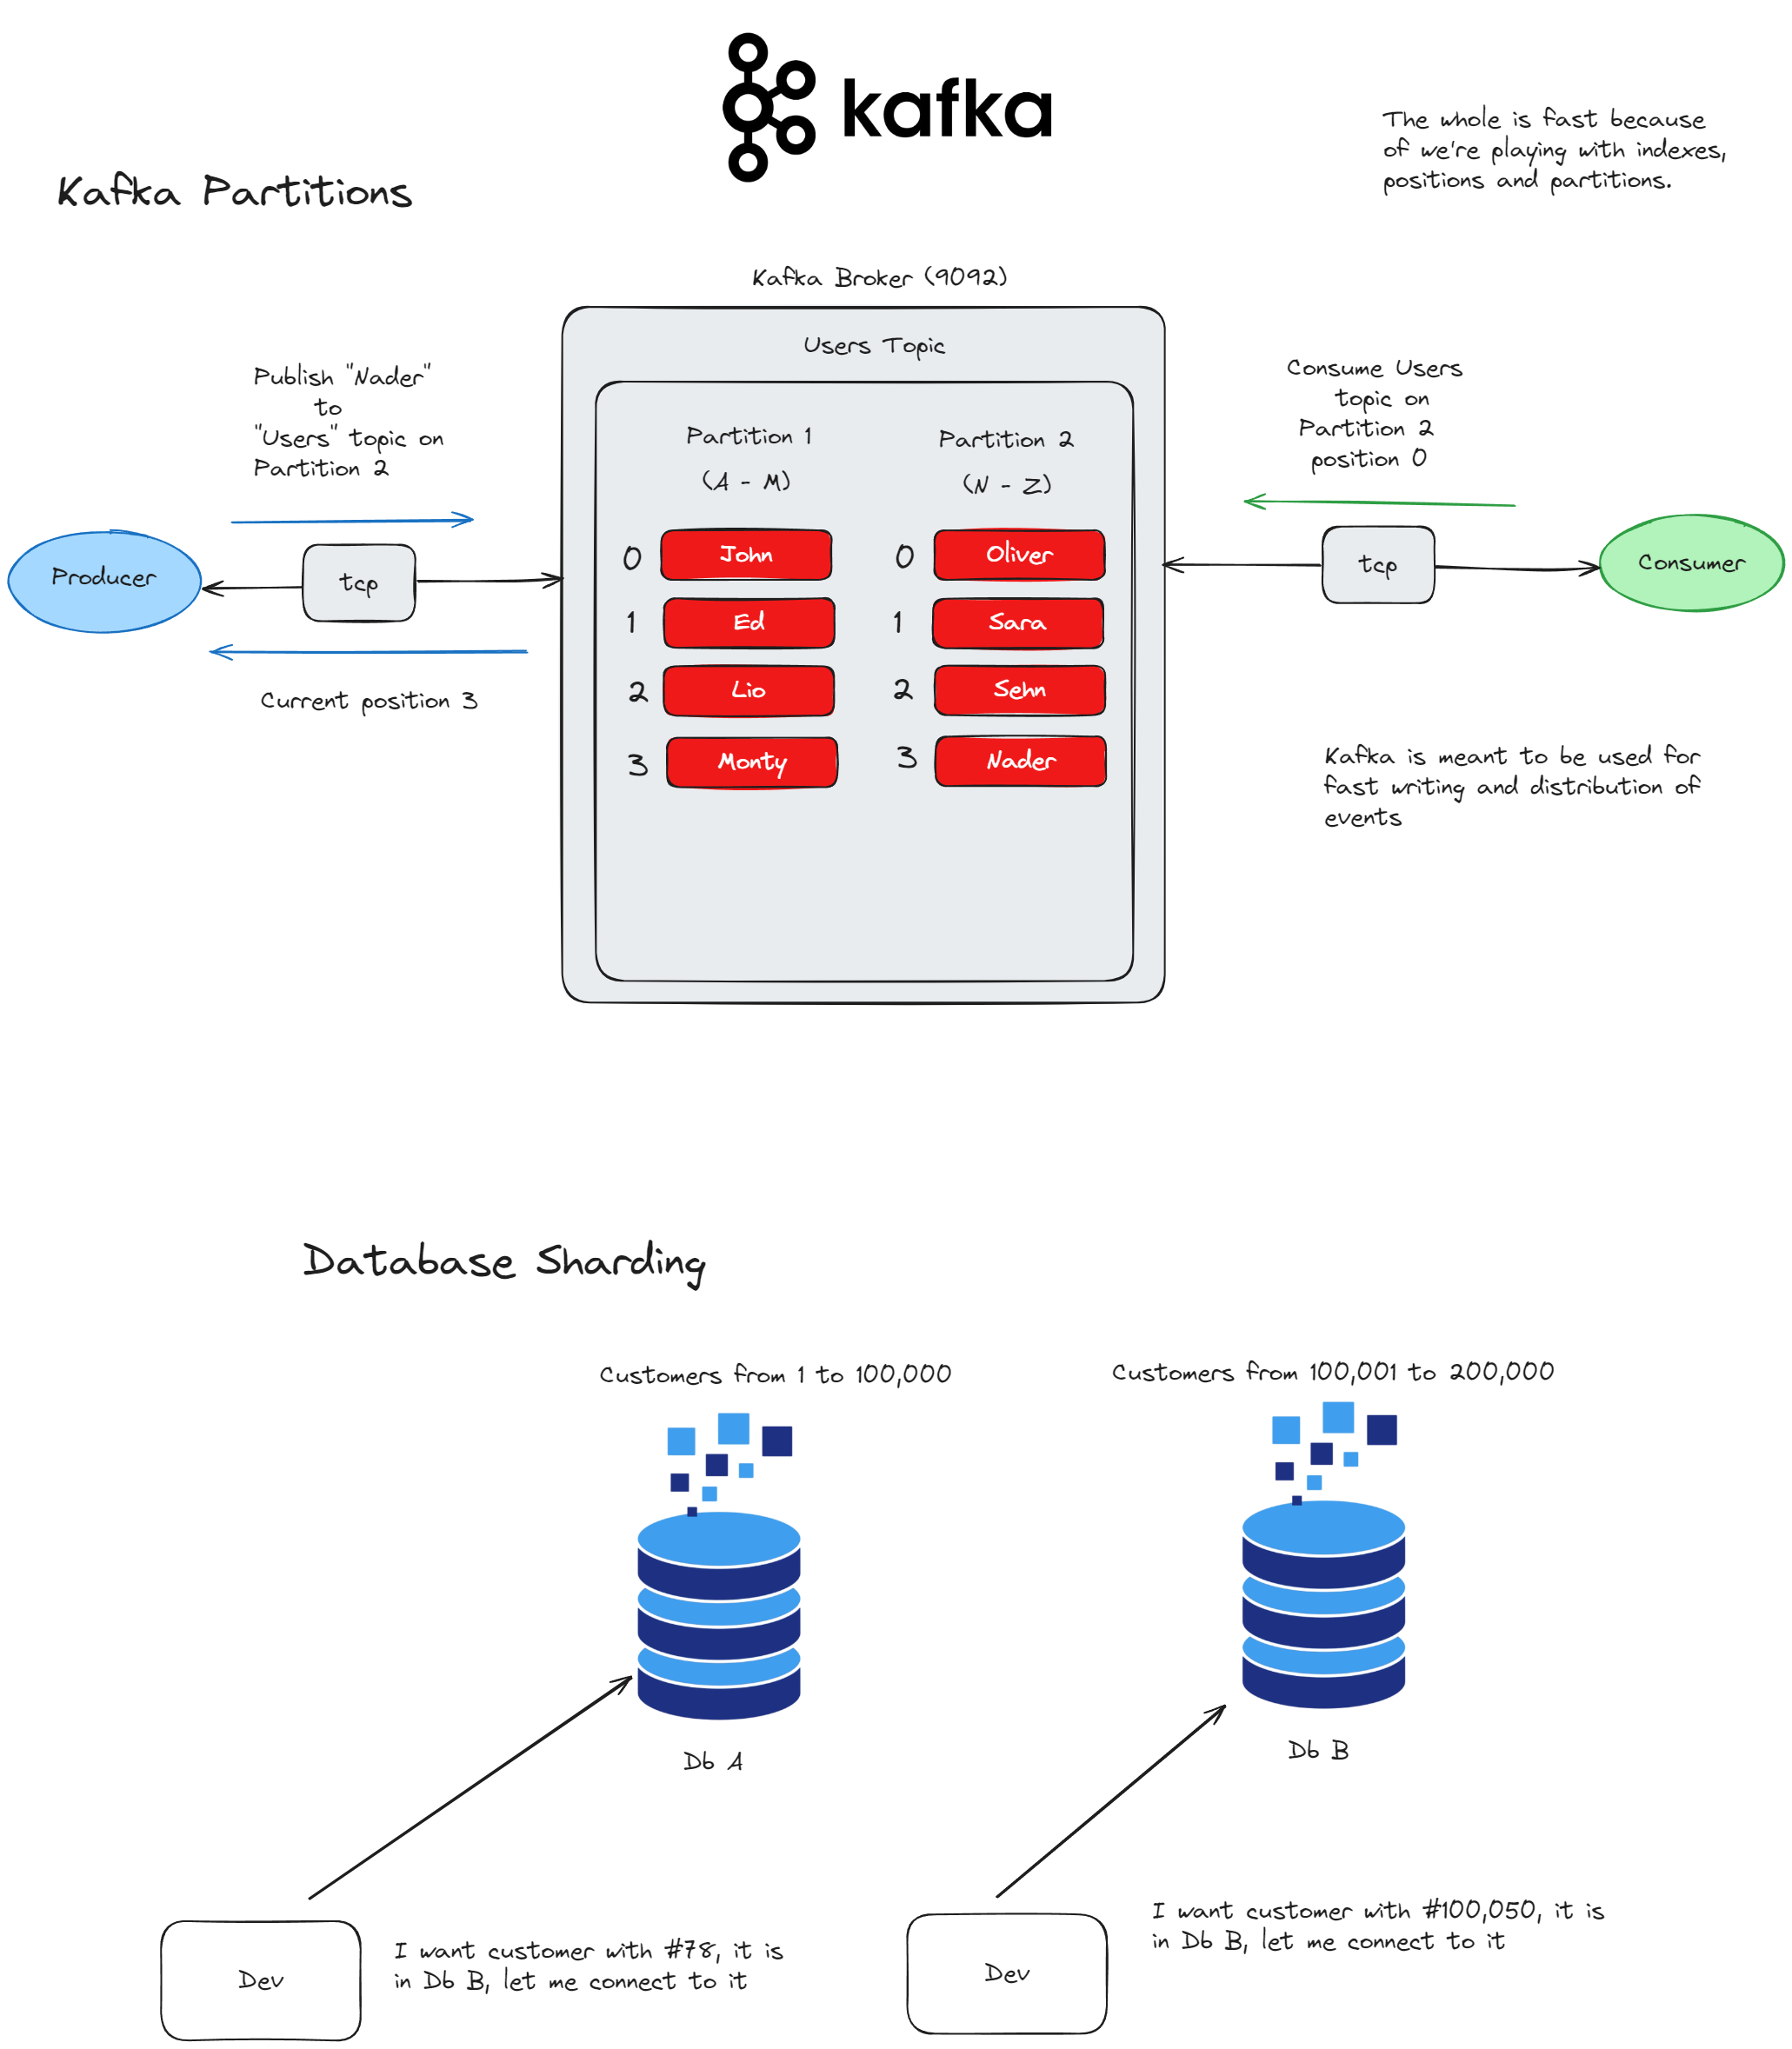 kafka
The whole is fast because
of we're playing with indexes,
positions and partitions.
Kafka Partitions
Kafka Broker (9092)
Users Topic
Publish "Nader"
to
"Users" topic on
Partition 2
Consume Users
topic on
Partition 2
position 0
Partition 1
(A - M)
Partition 2
(N - Z)
0 John
1 Ed
2 Lio
3 Monty
0 Oliver
1 Sara
2 Sehn
3 Nader
Producer
tcp
tcp
Consumer
Current position 3
Kafka is meant to be used for
fast writing and distribution of
events
Database Sharding
Customers from 1 to 100,000
Customers from 100,001 to 200,000
Db A
Db B
Dev
I want customer with #78, it is
in Db B, let me connect to it
Dev
I want customer with #100,050, it is
in Db B, let me connect to it